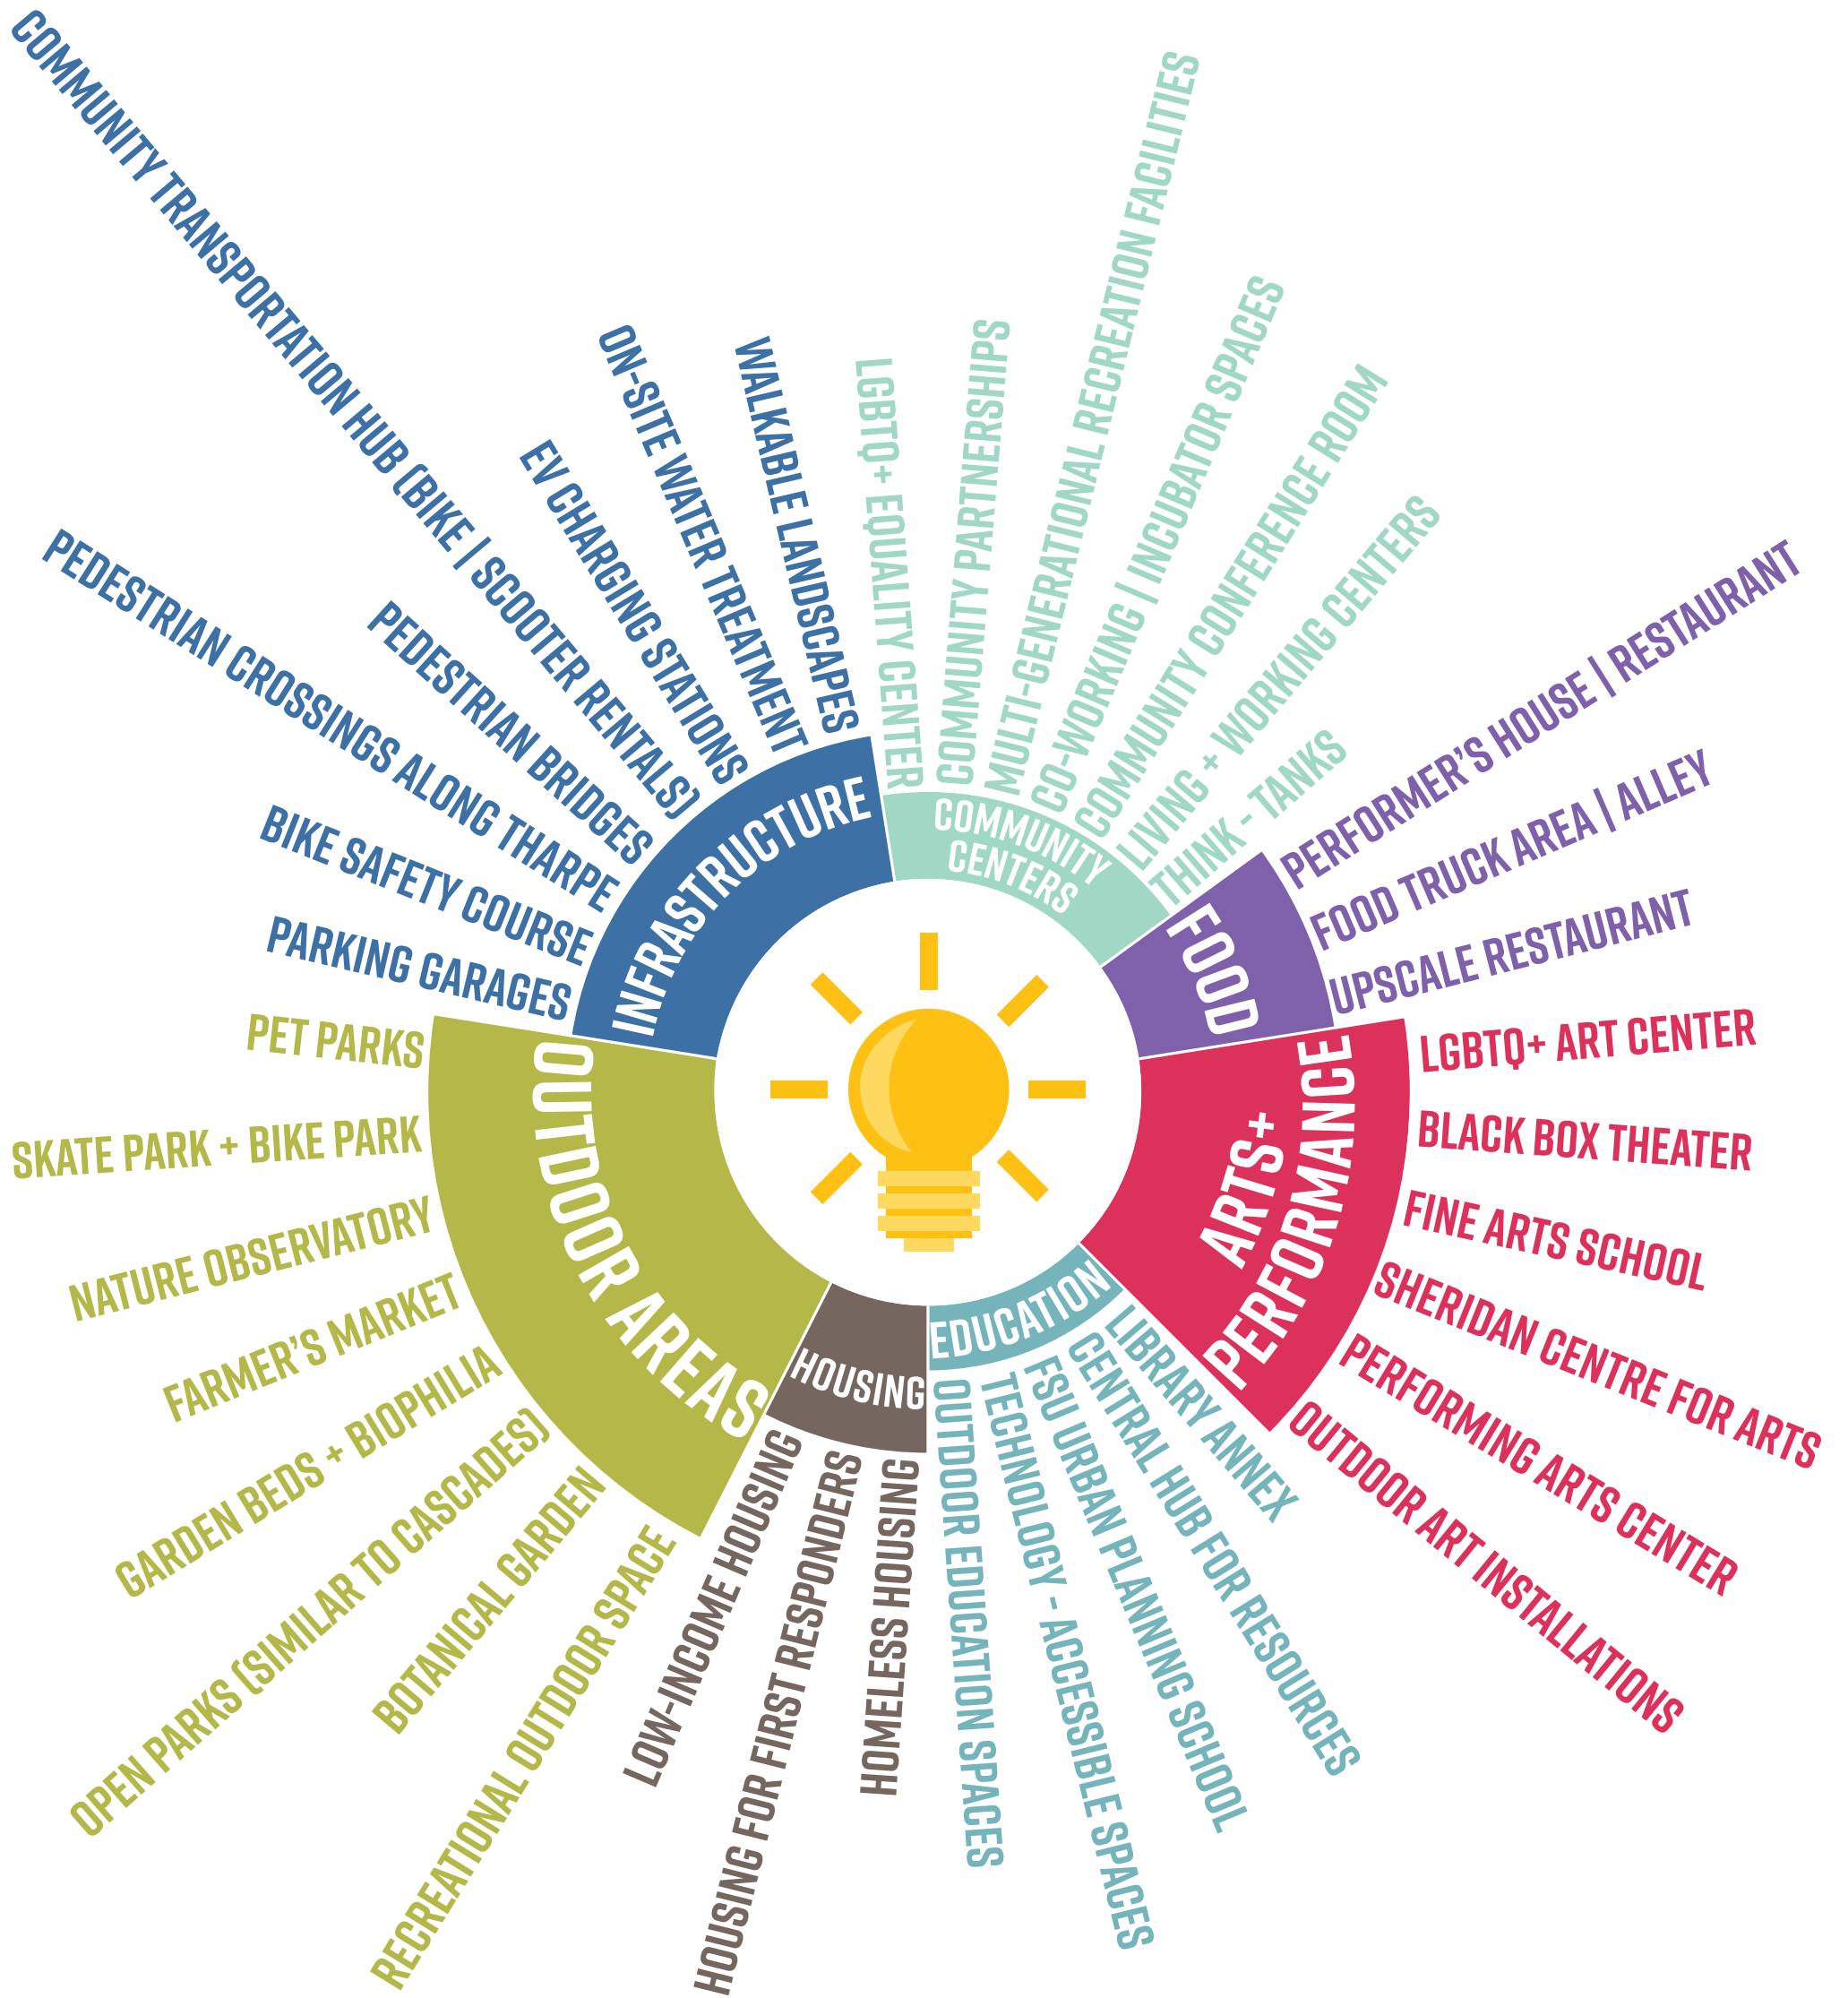 INFRASTRUCTURE
PARKING GARAGES
BIKE SAFETY COURSE
PEDESTRIAN CROSSINGS ALONG THARPE
PEDESTRIAN BRIDGES
COMMUNITY TRANSPORTATION HUB (BIKE | SCOOTER RENTALS)
EV CHARGING STATIONS
ON-SITE WATER TREATMENT
WALKABLE LANDSCAPES
COMMUNITY
CENTERS
LGBTQ+ EQUALITY CENTER
COMMUNITY PARTNERSHIPS
MULTI-GENERATIONAL RECREATION FACILITIES
CO-WORKING | INCUBATOR SPACES
COMMUNITY CONFERENCE ROOM
LIVING + WORKING CENTERS
THINK - TANKS
FOOD
PERFORMER'S HOUSE | RESTAURANT
FOOD TRUCK AREA | ALLEY
UPSCALE RESTAURANT
ARTS+
PERFORMANCE
LGBTQ+ ART CENTER
BLACK BOX THEATER
FINE ARTS SCHOOL
SHERIDAN CENTRE FOR ARTS
PERFORMING ARTS CENTER
OUTDOOR ART INSTALLATIONS
EDUCATION
LIBRARY ANNEX
CENTRAL HUB FOR RESOURCES
FSU URBAN PLANNING SCHOOL
TECHNOLOGY - ACCESSIBLE SPACES
OUTDOOR EDUCATION SPACES
HOUSING
HOMELESS HOUSING
HOUSING FOR FIRST RESPONDERS
LOW-INCOME HOUSING
OUTDOOR AREAS
RECREATIONAL OUTDOOR SPACE
BOTANICAL GARDEN
OPEN PARKS (SIMILAR TO CASCADES)
GARDEN BEDS + BIOPHILIA
FARMER'S MARKET
NATURE OBSERVATORY
SKATE PARK + BIKE PARK
PET PARKS